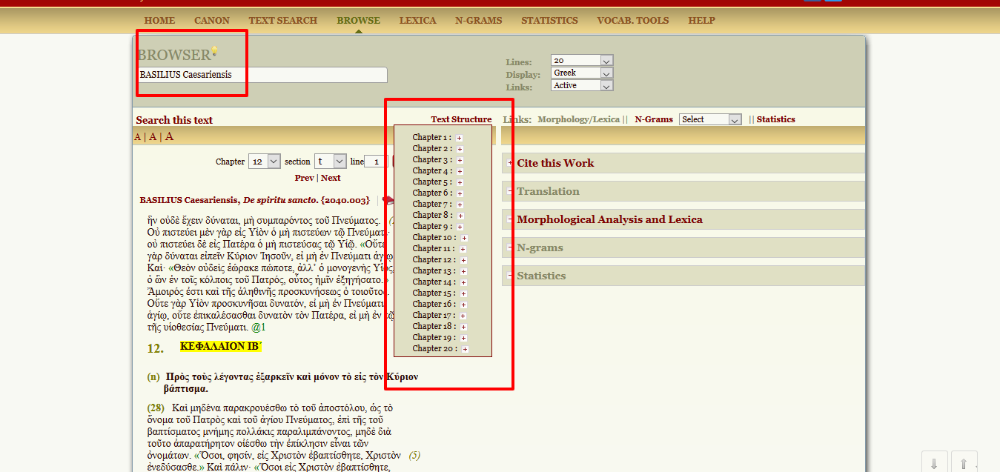 HOME CANON TEXT SEARCH BROWSE LEXICA N-GRAMS STATISTICS VOCAB. TOOLS HELP
BROWSER
BASILIUS Caesariensis
Lines: 20
Display: Greek
Links: Active
Search this text
Text Structure
Links: Morphology/Lexica || N-Grams Select || Statistics
A | A | A
Chapter 12 section t line 1
Prev | Next
BASILIUS Caesariensis, De spiritu sancto. {2040.003}
ἣν οὐδὲ ἔχειν δύναται, μὴ συμπαρόντος τοῦ Πνεύματος.
Οὐ πιστεύει μὲν γὰρ εἰς Υἱὸν ὁ μὴ πιστεύων τῷ Πνεύματι·
οὐ πιστεύει δὲ εἰς Πατέρα ὁ μὴ πιστεύσας τῷ Υἱῷ. «Οὔτε
γὰρ δύναται εἰπεῖν Κύριον Ἰησοῦν, εἰ μὴ ἐν Πνεύματι ἁγίῳ
Καί· «Θεὸν οὐδεὶς ἑώρακε πώποτε, ἀλλ’ ὁ μονογενὴς Υἱός,
ὁ ὢν ἐν τοῖς κόλποις τοῦ Πατρός, οὗτος ἡμῖν ἐξηγήσατο.»
Ἄμοιρός ἐστι καὶ τῆς ἀληθινῆς προσκυνήσεως ὁ τοιοῦτος.
Οὔτε γὰρ Υἱὸν προσκυνῆσαι δυνατόν, εἰ μὴ ἐν Πνεύματι
ἁγίῳ, οὔτε ἐπικαλέσασθαι δυνατὸν τὸν Πατέρα, εἰ μὴ ἐν τῷ
τῆς υἱοθεσίας Πνεύματι. @1
12. ΚΕΦΑΛΑΙΟΝ ΙΒ´
(n) Πρὸς τοὺς λέγοντας ἐξαρκεῖν καὶ μόνον τὸ εἰς τὸν Κύριον
βάπτισμα.
(28) Καὶ μηδένα παρακρουέσθω τὸ τοῦ ἀποστόλου, ὡς τὸ
ὄνομα τοῦ Πατρὸς καὶ τοῦ ἁγίου Πνεύματος, ἐπὶ τῆς τοῦ
βαπτίσματος μνήμης πολλάκις παραλιμπάνοντος, μηδὲ διὰ
τοῦτο ἀπαρατήρητον οἰέσθω τὴν ἐπίκλησιν εἶναι τῶν
ὀνομάτων. «Ὅσοι, φησίν, εἰς Χριστὸν ἐβαπτίσθητε, Χριστὸν (5)
ἐνεδύσασθε.» Καὶ πάλιν· «Ὅσοι εἰς Χριστὸν ἐβαπτίσθητε,
Chapter 1 : +
Chapter 2 : +
Chapter 3 : +
Chapter 4 : +
Chapter 5 : +
Chapter 6 : +
Chapter 7 : +
Chapter 8 : +
Chapter 9 : +
Chapter 10 : +
Chapter 11 : +
Chapter 12 : +
Chapter 13 : +
Chapter 14 : +
Chapter 15 : +
Chapter 16 : +
Chapter 17 : +
Chapter 18 : +
Chapter 19 : +
Chapter 20 : +
Cite this Work
Translation
Morphological Analysis and Lexica
N-grams
Statistics